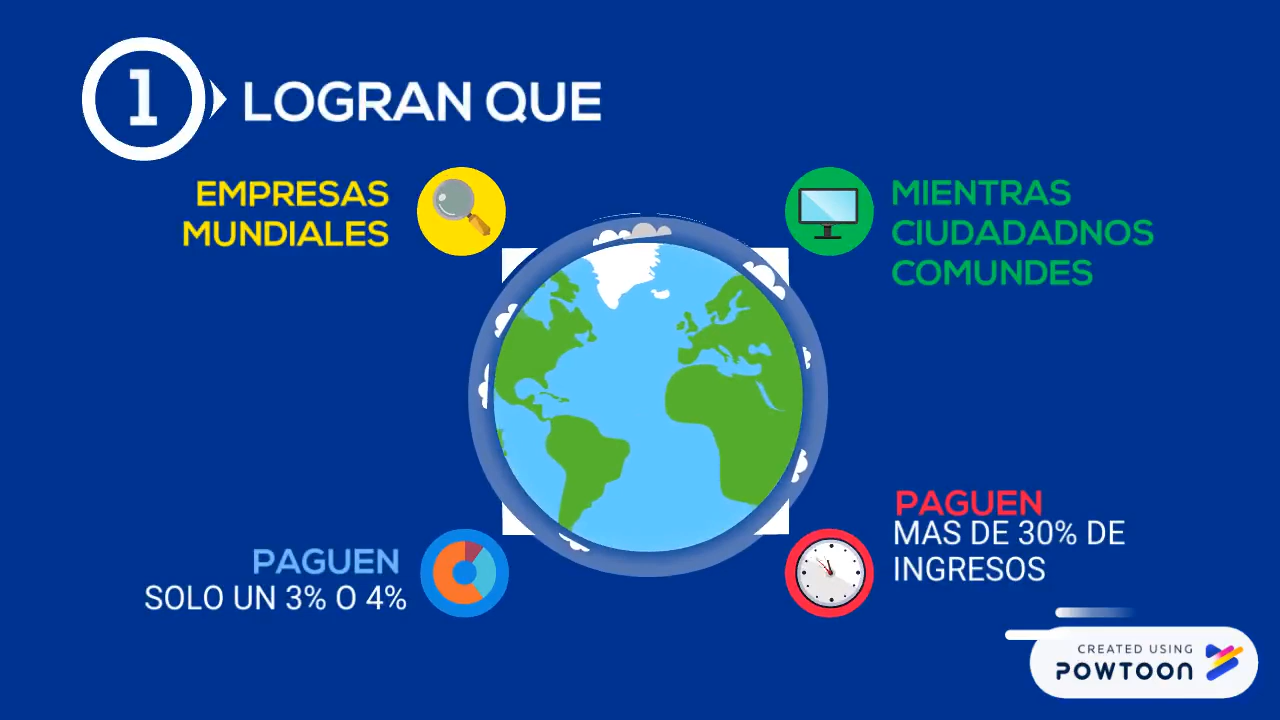 1
LOGRAN QUE
EMPRESAS
MUNDIALES
MIENTRAS
CIUDADADNOS
COMUNDES
PAGUEN
SOLO UN 3% O 4%
PAGUEN
MAS DE 30% DE
INGRESOS
CREATED USING
POWTOON